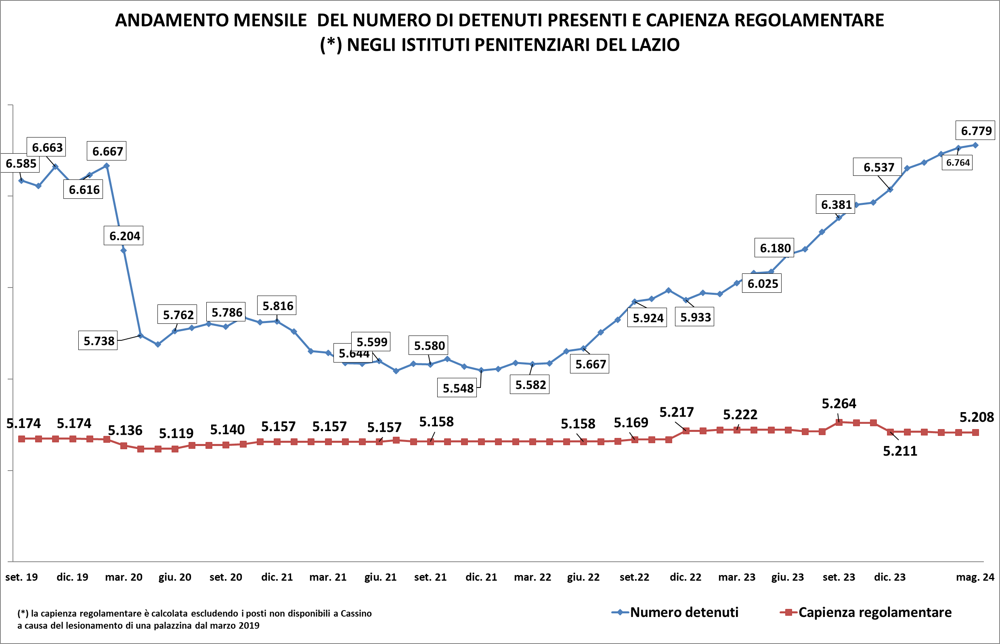 ANDAMENTO MENSILE  DEL NUMERO DI DETENUTI PRESENTI E CAPIENZA REGOLAMENTARE
(*) NEGLI ISTITUTI PENITENZIARI DEL LAZIO
6.585
6.663
6.616
6.667
6.204
5.738
5.762
5.786
5.816
5.644
5.599
5.580
5.548
5.582
5.667
5.924
5.933
6.025
6.180
6.381
6.537
6.764
6.779
5.174
5.174
5.136
5.119
5.140
5.157
5.157
5.157
5.158
5.158
5.169
5.217
5.222
5.264
5.211
5.208
set. 19
dic. 19
mar. 20
giu. 20
set. 20
dic. 21
mar. 21
giu. 21
set. 21
dic. 21
mar. 22
giu. 22
set.22
dic. 22
mar. 23
giu. 23
set. 23
dic. 23
mag. 24
(*) la capienza regolamentare è calcolata escludendo i posti non disponibili a Cassino
a causa del lesionamento di una palazzina dal marzo 2019
Numero detenuti
Capienza regolamentare